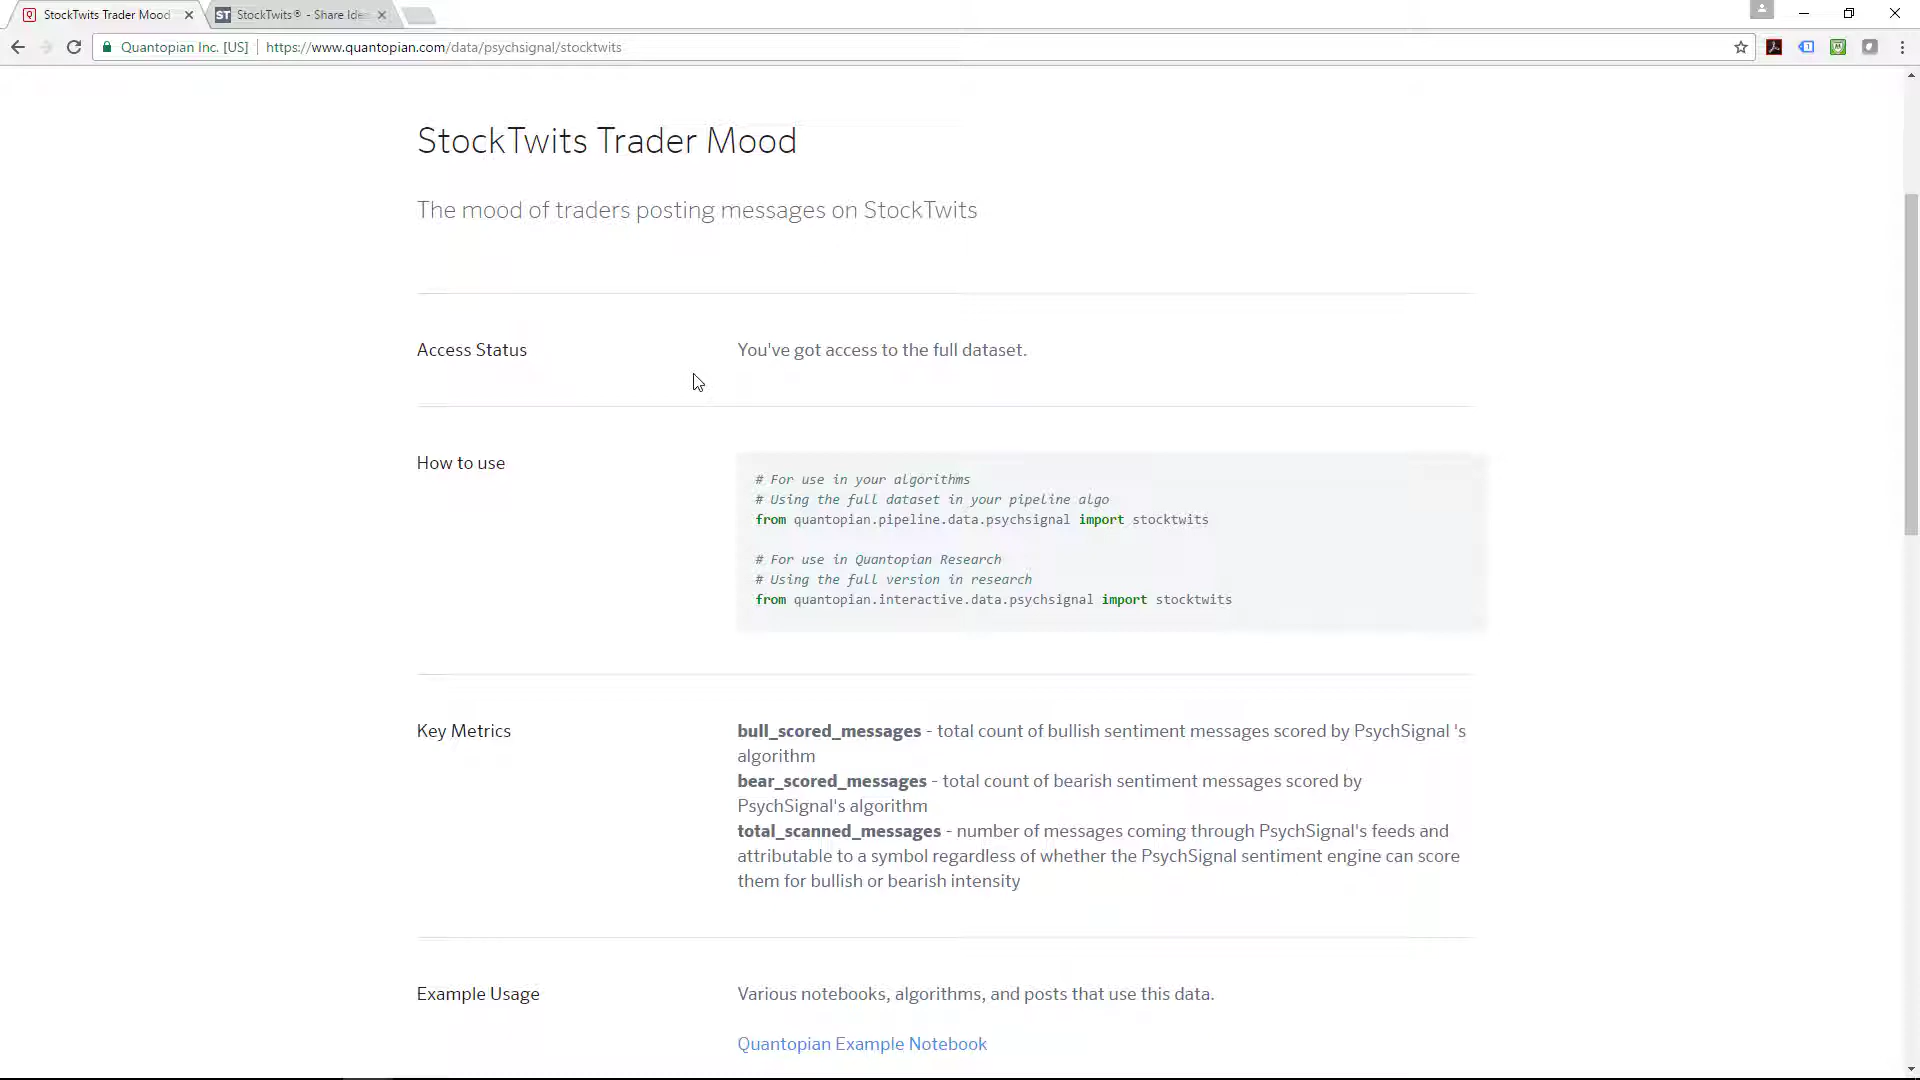 StockTwits Trader Mood
StockTwits® - Share Ide
Quantopian Inc. [US] https://www.quantopian.com/data/psychsignal/stocktwits
StockTwits Trader Mood
The mood of traders posting messages on StockTwits
Access Status
You've got access to the full dataset.
How to use
# For use in your algorithms
# Using the full dataset in your pipeline algo
from quantopian.pipeline.data.psychsignal import stocktwits
# For use in Quantopian Research
# Using the full version in research
from quantopian.interactive.data.psychsignal import stocktwits
Key Metrics
bull_scored_messages - total count of bullish sentiment messages scored by PsychSignal 's
algorithm
bear_scored_messages - total count of bearish sentiment messages scored by
PsychSignal's algorithm
total_scanned_messages - number of messages coming through PsychSignal's feeds and
attributable to a symbol regardless of whether the PsychSignal sentiment engine can score
them for bullish or bearish intensity
Example Usage
Various notebooks, algorithms, and posts that use this data.
Quantopian Example Notebook